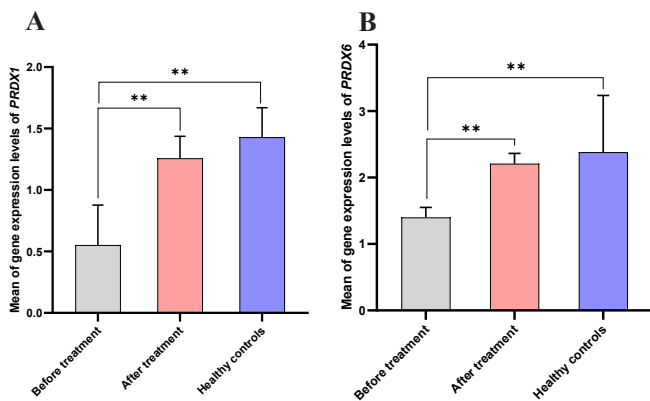 A
Mean of gene expression levels of PRDX1
2.0
1.5
1.0
0.5
0.0
**
**
Before treatment
After treatment
Healthy controls
B
Mean of gene expression levels of PRDX6
4
3
2
1
0
**
**
Before treatment
After treatment
Healthy controls